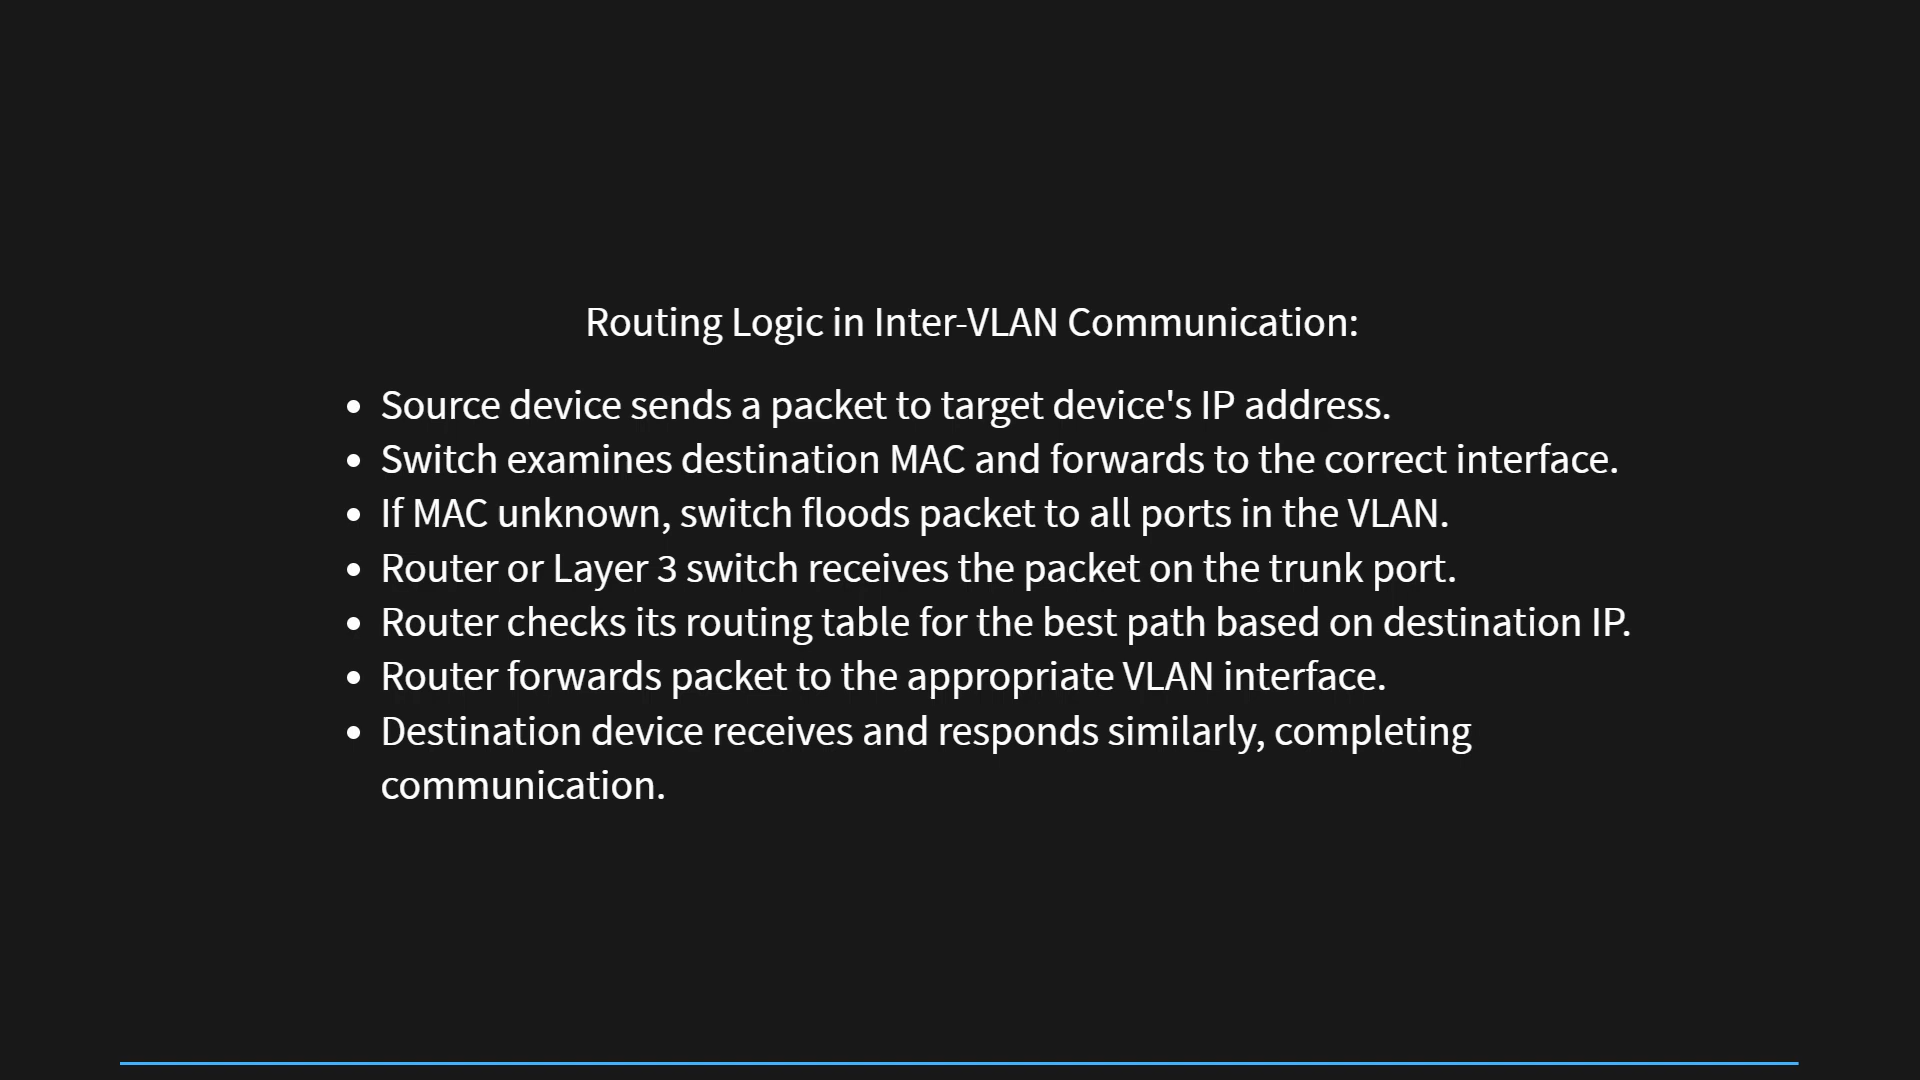 Routing Logic in Inter-VLAN Communication:
• Source device sends a packet to target device's IP address.
• Switch examines destination MAC and forwards to the correct interface.
• If MAC unknown, switch floods packet to all ports in the VLAN.
• Router or Layer 3 switch receives the packet on the trunk port.
• Router checks its routing table for the best path based on destination IP.
• Router forwards packet to the appropriate VLAN interface.
• Destination device receives and responds similarly, completing
communication.